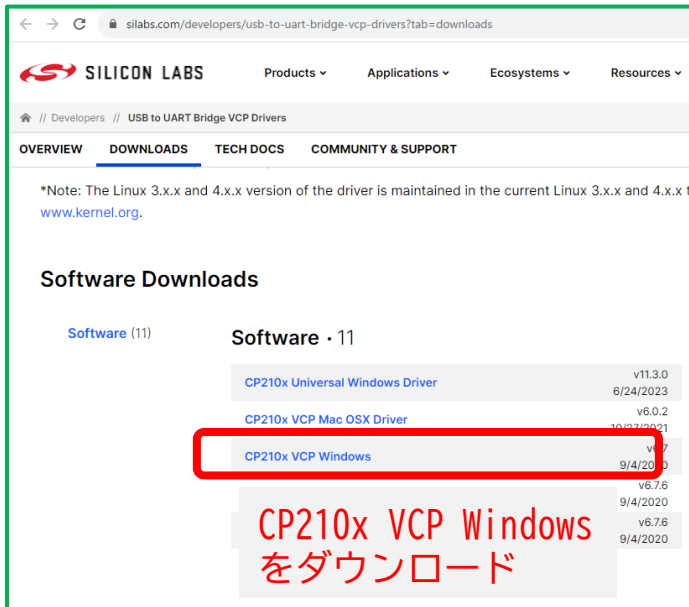 silabs.com/developers/usb-to-uart-bridge-vcp-drivers?tab=downloads
SILICON LABS
Products
Applications
Ecosystems
Resources
// Developers // USB to UART Bridge VCP Drivers
OVERVIEW DOWNLOADS TECH DOCS COMMUNITY & SUPPORT
*Note: The Linux 3.x.x and 4.x.x version of the driver is maintained in the current Linux 3.x.x and 4.x.x
www.kernel.org.
Software Downloads
Software (11)
Software • 11
CP210x Universal Windows Driver
v11.3.0
6/24/2023
CP210x VCP Mac OSX Driver
v6.0.2
10/27/2021
CP210x VCP Windows
9/4/2020
v6.7.6
9/4/2020
v6.7.6
9/4/2020
CP210x VCP Windows
をダウンロード